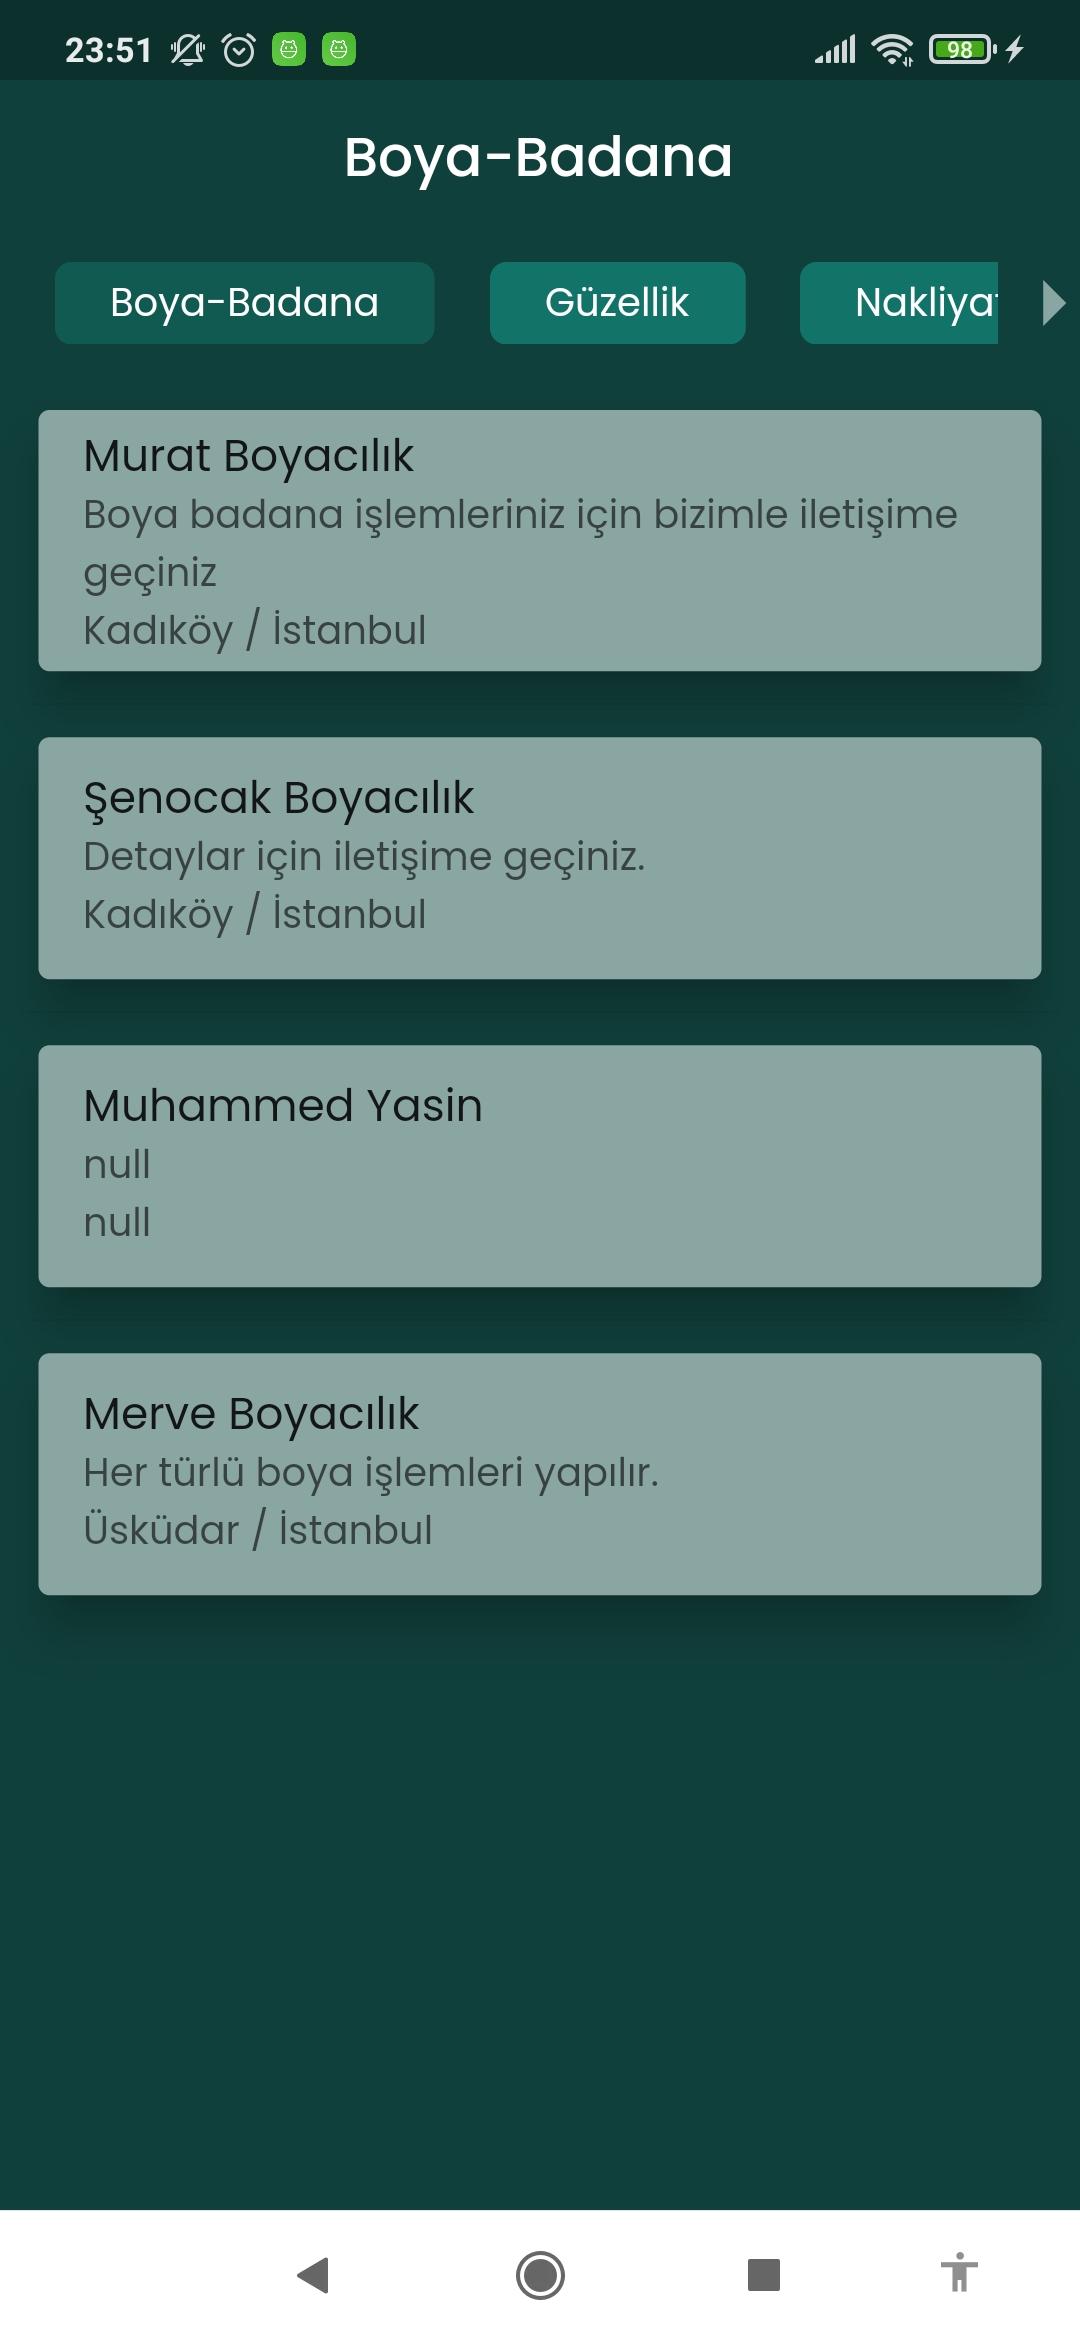 23:51
98
Boya-Badana
Boya-Badana
Güzellik
Nakliyat
Murat Boyacılık
Boya badana işlemleriniz için bizimle iletişime
geçiniz
Kadıköy / İstanbul
Şenocak Boyacılık
Detaylar için iletişime geçiniz.
Kadıköy / İstanbul
Muhammed Yasin
null
null
Merve Boyacılık
Her türlü boya işlemleri yapılır.
Üsküdar / İstanbul